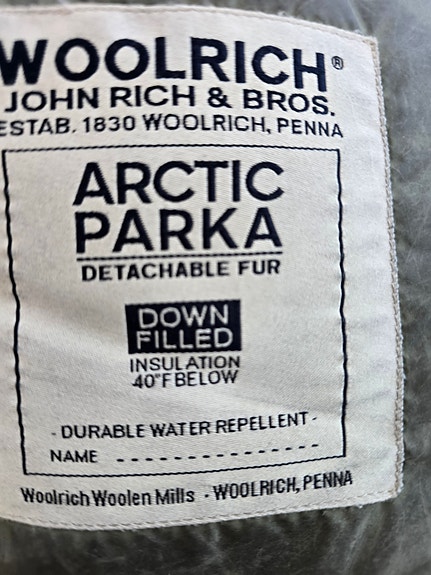 WOOLRICH®
JOHN RICH & BROS.
ESTAB. 1830 WOOLRICH, PENNA
ARCTIC
PARKA
DETACHABLE FUR
DOWN
FILLED
INSULATION
40°F BELOW
- DURABLE WATER REPELLENT -
NAME ---------------
Woolrich Woolen Mills · WOOLRICH, PENNA